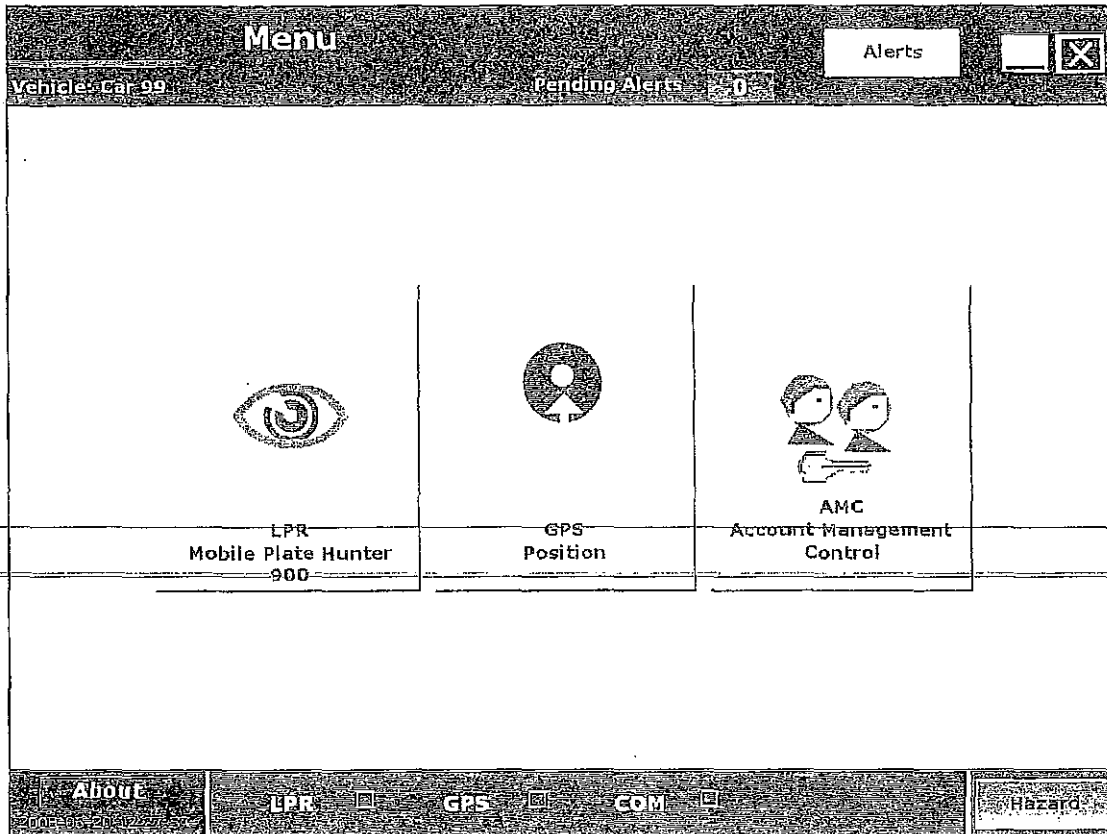 Menu
Alerts
Vehicle: Car 99
Pending Alerts 0
LPR
Mobile Plate Hunter
900
GPS
Position
AMC
Account Management
Control
About
LPR
GPS
COM
Hazard